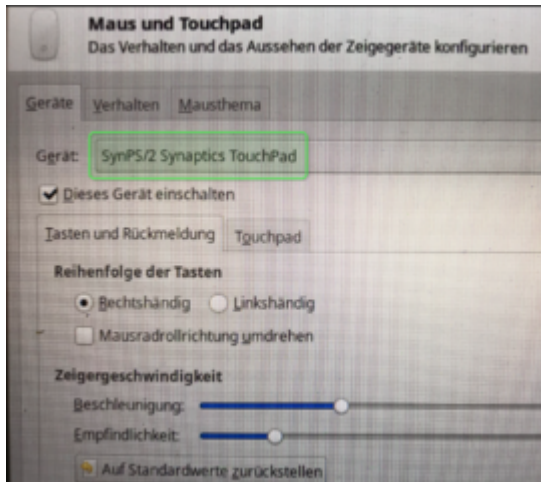 Maus und Touchpad
Das Verhalten und das Aussehen der Zeigegeräte konfigurieren
Geräte Verhalten Mausthema
Gerät: SynPS/2 Synaptics TouchPad
Dieses Gerät einschalten
Tasten und Rückmeldung Touchpad
Reihenfolge der Tasten
Rechtshändig Linkshändig
Mausradrollrichtung umdrehen
Zeigergeschwindigkeit
Beschleunigung:
Empfindlichkeit:
Auf Standardwerte zurückstellen